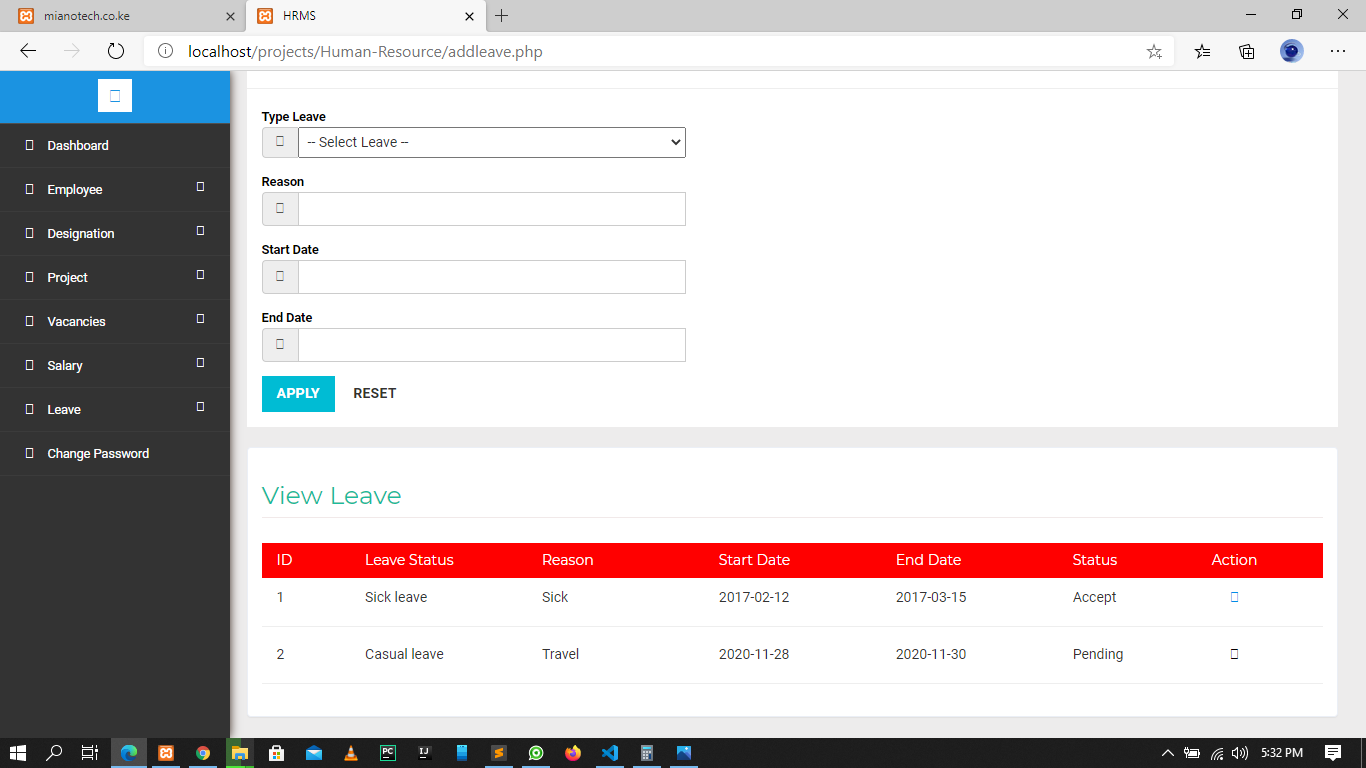 mianotech.co.ke
HRMS
localhost/projects/Human-Resource/addleave.php
Dashboard
Employee
Designation
Project
Vacancies
Salary
Leave
Change Password
Type Leave
-- Select Leave --
Reason
Start Date
End Date
APPLY RESET
View Leave
ID Leave Status Reason Start Date End Date Status Action
1 Sick leave Sick 2017-02-12 2017-03-15 Accept
2 Casual leave Travel 2020-11-28 2020-11-30 Pending
PC
IJ
5:32 PM